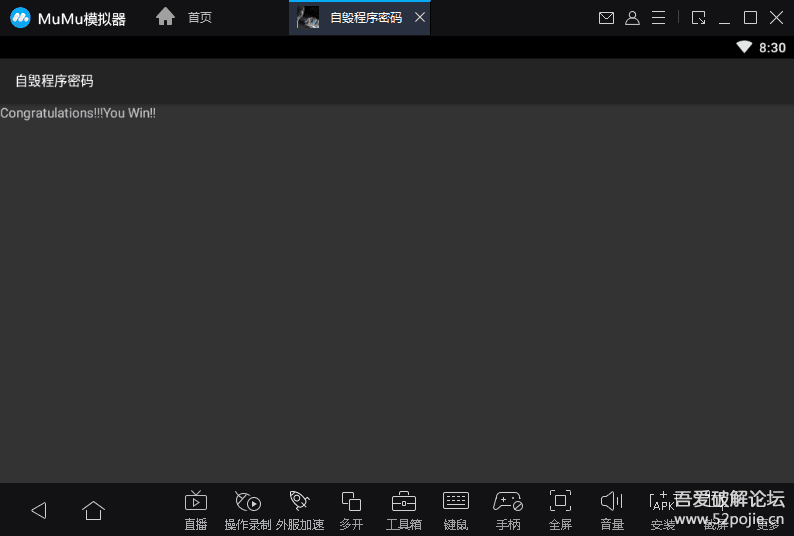 MuMu模拟器
首页
自毁程序密码
8:30
自毁程序密码
Congratulations!!!You Win!!
直播
操作录制
外服加速
多开
工具箱
键鼠
手柄
全屏
音量
APK
安装
截屏
更多
吾爱破解论坛
www.52pojie.cn